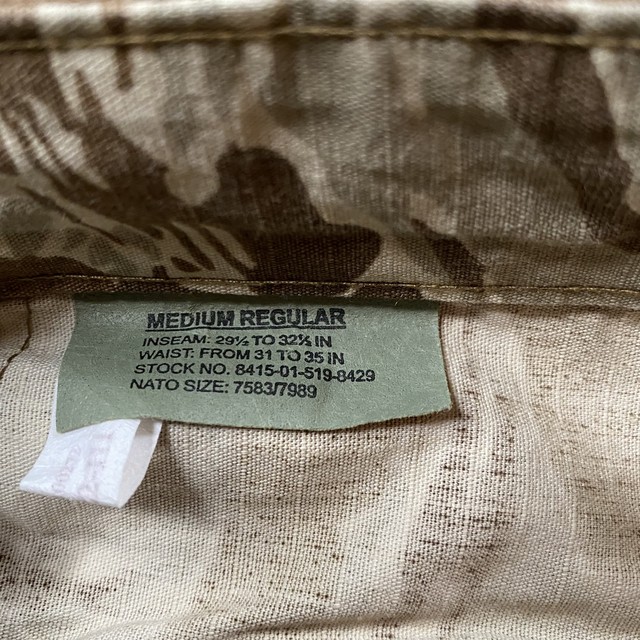 MEDIUM REGULAR
INSEAM: 29½ TO 32½ IN
WAIST: FROM 31 TO 35 IN
STOCK NO. 8415-01-519-8429
NATO SIZE: 7583/7989